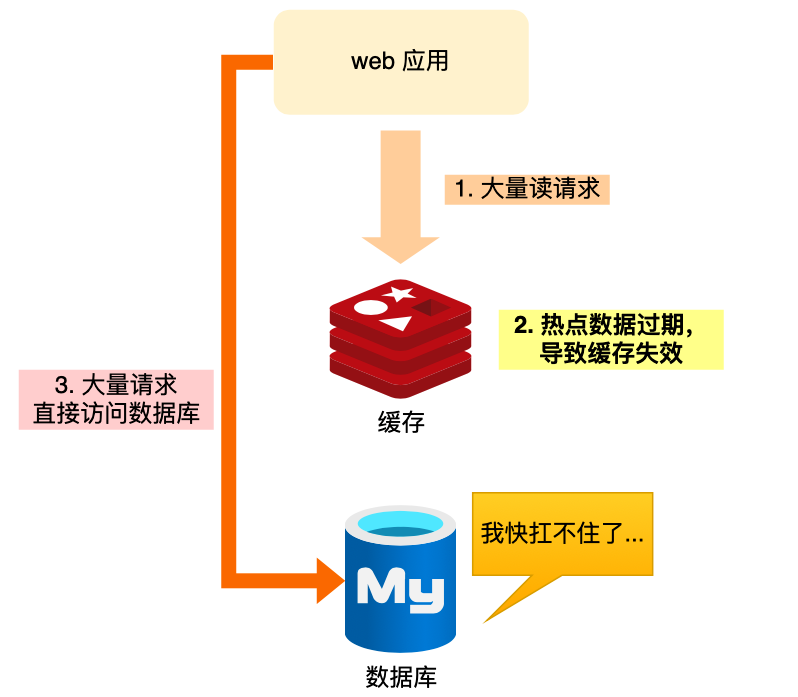 web 应用
1. 大量读请求
2. 热点数据过期，
导致缓存失效
3. 大量请求
直接访问数据库
缓存
我快扛不住了...
My
数据库